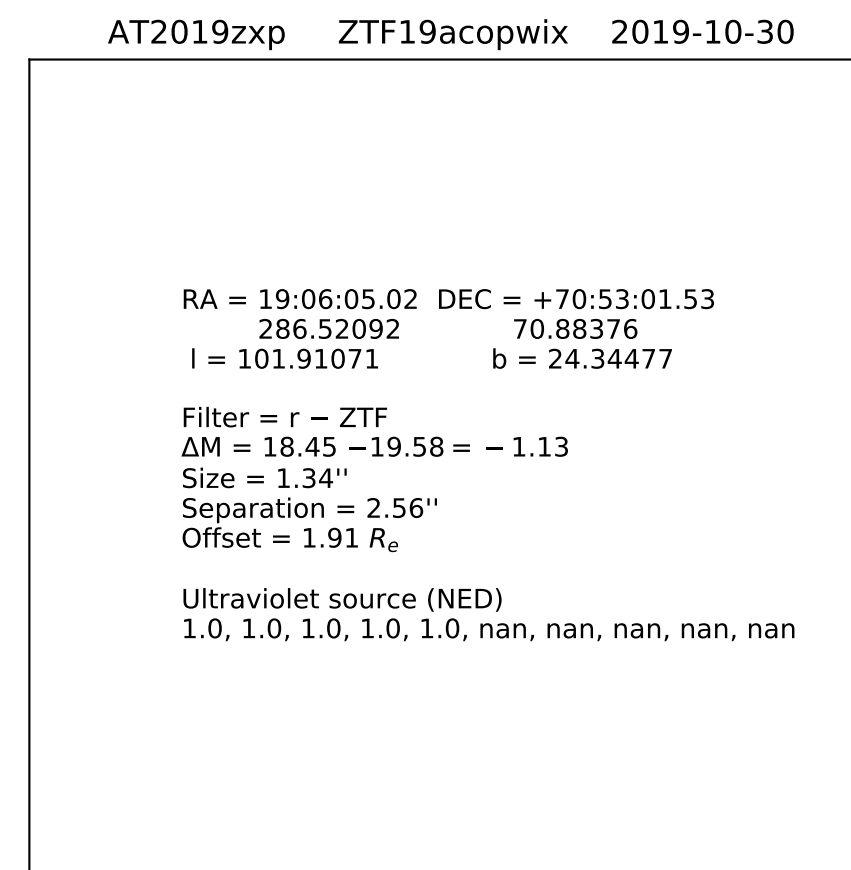 AT2019zxp ZTF19acopwix 2019-10-30
RA = 19:06:05.02 DEC = +70:53:01.53
286.52092 70.88376
l = 101.91071 b = 24.34477
Filter = r − ZTF
ΔM = 18.45 −19.58 = − 1.13
Size = 1.34''
Separation = 2.56''
Offset = 1.91 Rₑ
Ultraviolet source (NED)
1.0, 1.0, 1.0, 1.0, 1.0, nan, nan, nan, nan, nan